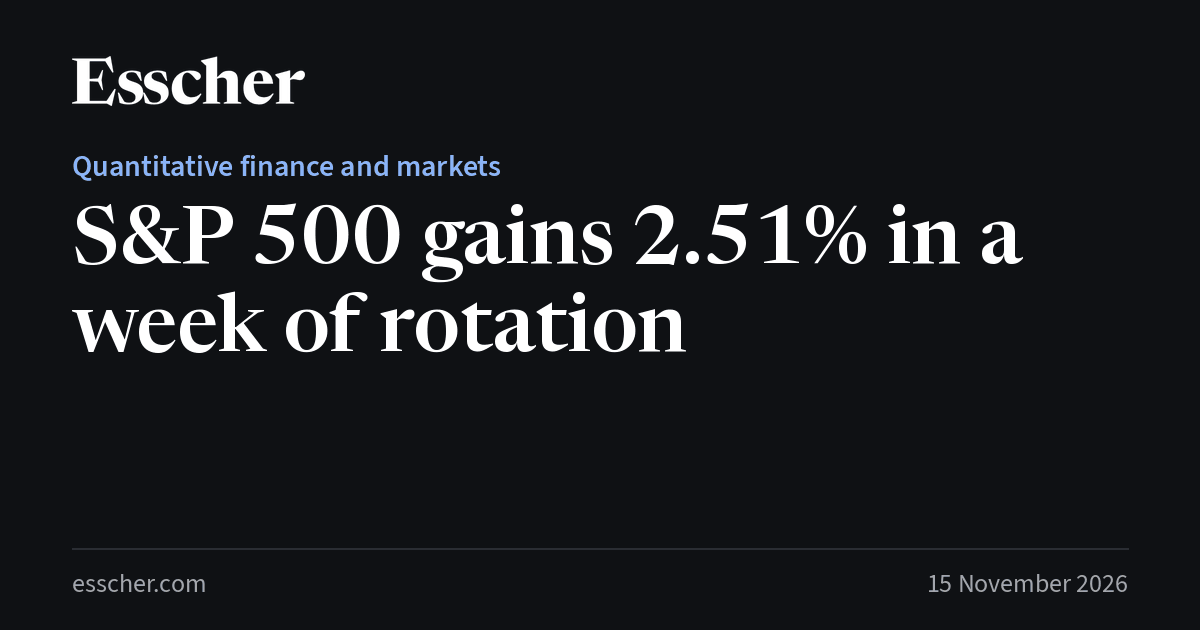 Esscher
Quantitative finance and markets
S&P 500 gains 2.51% in a
week of rotation
esscher.com
15 November 2026